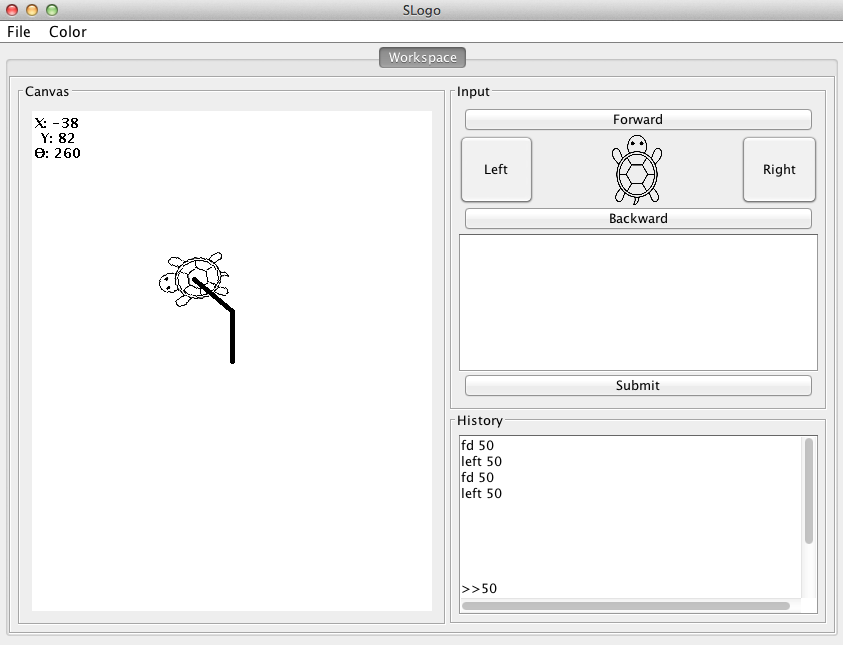 SLogo
File Color
Workspace
Canvas
X: -38
Y: 82
Θ: 260
Input
Forward
Left
Right
Backward
Submit
History
fd 50
left 50
fd 50
left 50
>>50